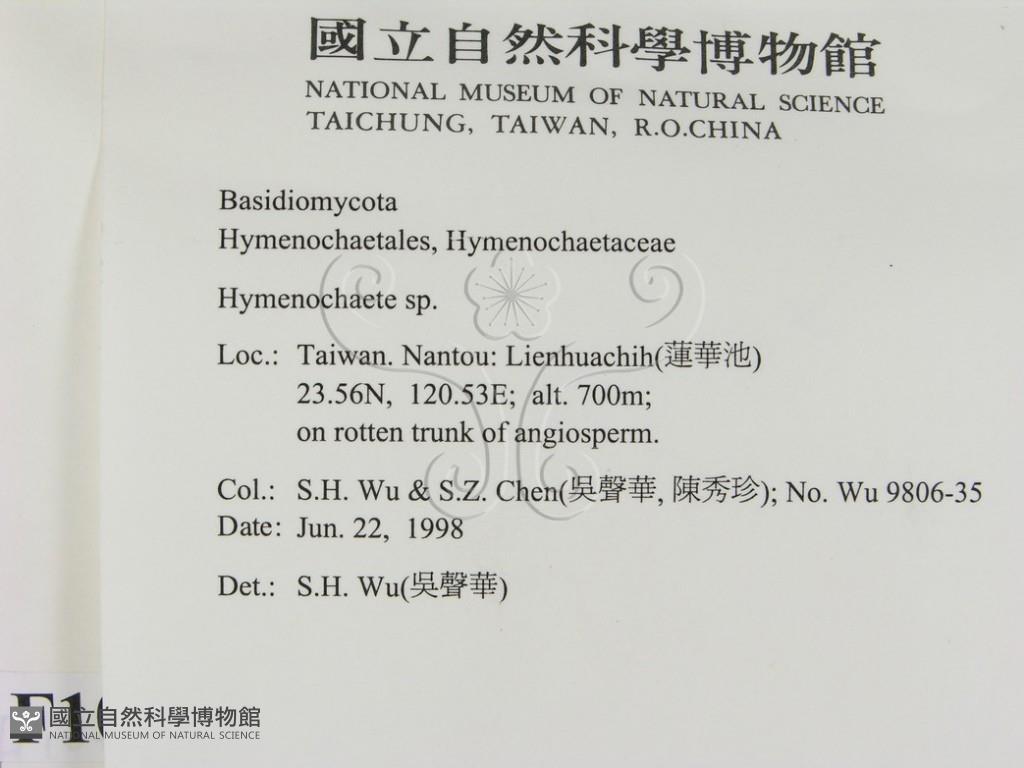 國立自然科學博物館
NATIONAL MUSEUM OF NATURAL SCIENCE
TAICHUNG, TAIWAN, R.O.CHINA
Basidiomycota
Hymenochaetales, Hymenochaetaceae
Hymenochaete sp.
Loc.: Taiwan. Nantou: Lienhuachih(蓮華池)
23.56N, 120.53E; alt. 700m;
on rotten trunk of angiosperm.
Col.: S.H. Wu & S.Z. Chen(吳聲華, 陳秀珍); No. Wu 9806-35
Date: Jun. 22, 1998
Det.: S.H. Wu(吳聲華)
國立自然科學博物館
NATIONAL MUSEUM OF NATURAL SCIENCE